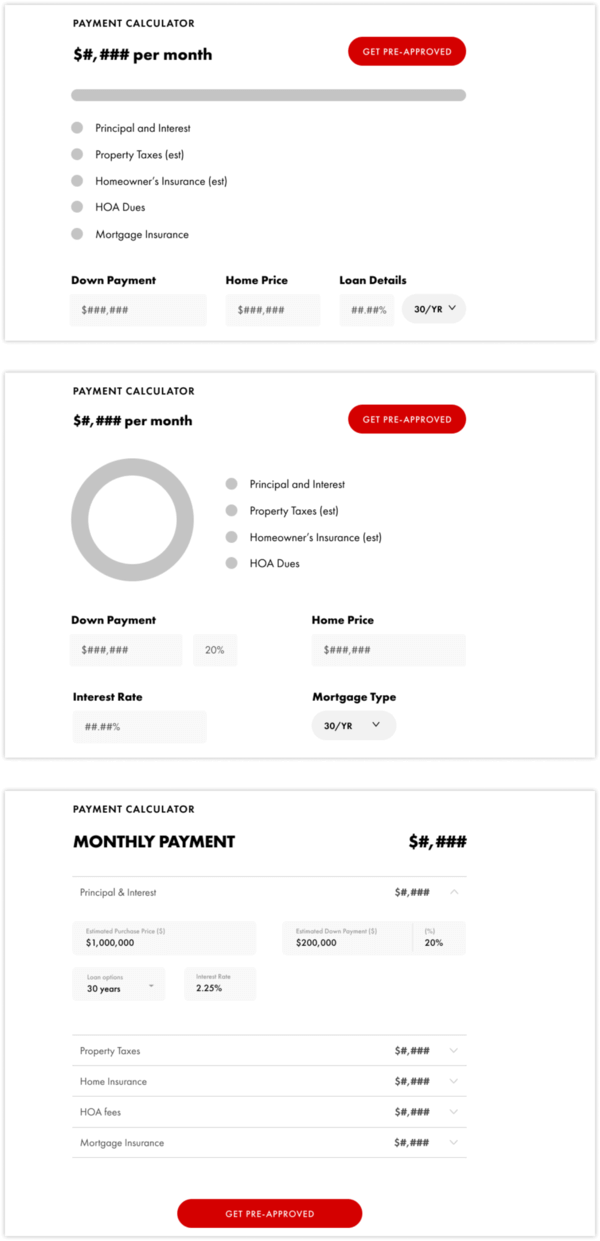 PAYMENT CALCULATOR
$#,### per month
GET PRE-APPROVED
Principal and Interest
Property Taxes (est)
Homeowner's Insurance (est)
HOA Dues
Mortgage Insurance
Down Payment Home Price Loan Details
$###,### $###,### ##.##% 30/YR
PAYMENT CALCULATOR
$#,### per month
GET PRE-APPROVED
Principal and Interest
Property Taxes (est)
Homeowner's Insurance (est)
HOA Dues
Down Payment Home Price
$###,### 20% $###,###
Interest Rate Mortgage Type
##.##% 30/YR
PAYMENT CALCULATOR
MONTHLY PAYMENT $#,###
Principal & Interest $#,###
Estimated Purchase Price ($) Estimated Down Payment ($) (%)
$1,000,000 $200,000 20%
Loan options Interest Rate
30 years 2.25%
Property Taxes $#,###
Home Insurance $#,###
HOA fees $#,###
Mortgage Insurance $#,###
GET PRE-APPROVED